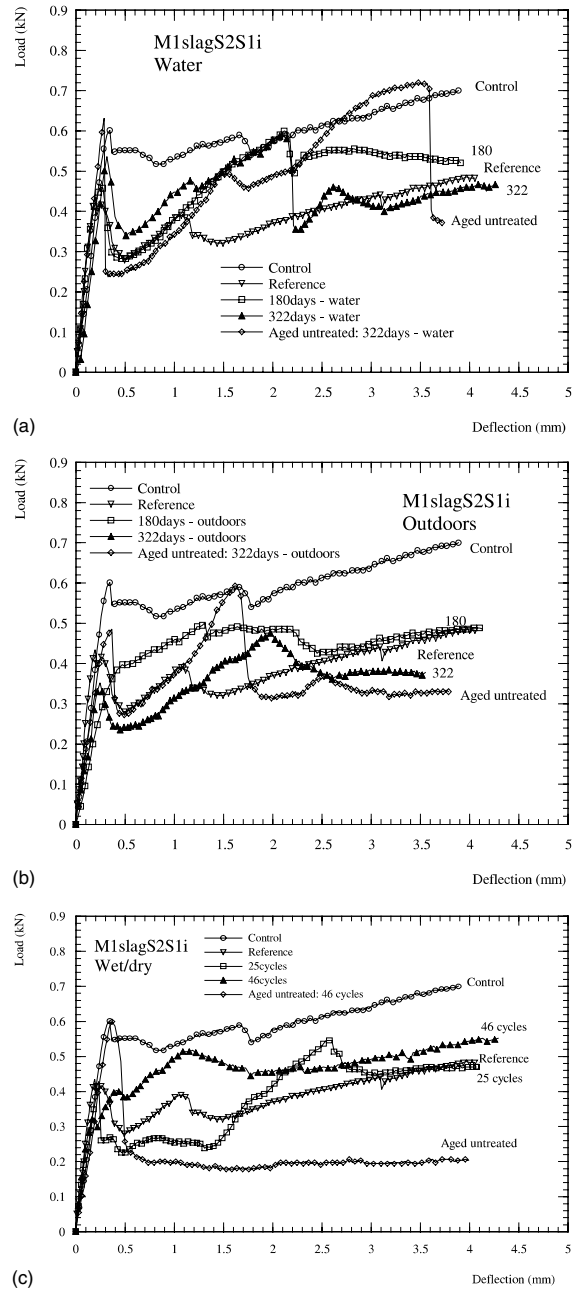 Load (kN)
0.9
0.8
0.7
0.6
0.5
0.4
0.3
0.2
0.1
0
M1slagS2S1i
Water
Control
180
Reference
322
Aged untreated
Control
Reference
180days - water
322days - water
Aged untreated: 322days - water
0 0.5 1 1.5 2 2.5 3 3.5 4 4.5
(a)
Deflection (mm)
Load (kN)
0.9
0.8
0.7
0.6
0.5
0.4
0.3
0.2
0.1
0
Control
Reference
180days - outdoors
322days - outdoors
Aged untreated: 322days - outdoors
M1slagS2S1i
Outdoors
Control
180
Reference
322
Aged untreated
0 0.5 1 1.5 2 2.5 3 3.5 4 4.5
(b)
Deflection (mm)
Load (kN)
0.9
0.8
0.7
0.6
0.5
0.4
0.3
0.2
0.1
0
M1slagS2S1i
Wet/dry
Control
Reference
25cycles
46cycles
Aged untreated: 46 cycles
Control
46 cycles
Reference
25 cycles
Aged untreated
0 0.5 1 1.5 2 2.5 3 3.5 4 4.5
(c)
Deflection (mm)